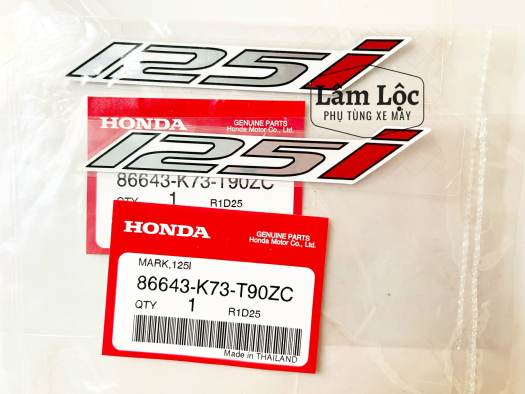 125i
Lâm Lộc
PHỤ TÙNG XE MÁY
HONDA
GENUINE PARTS
Honda Motor Co., Ltd.
125i
86643-K73-T90ZC
QTY 1 R1D25
HONDA
GENUINE PARTS
Honda Motor Co., Ltd.
MARK,125I
86643-K73-T90ZC
QTY 1 R1D25
Made in THAILAND